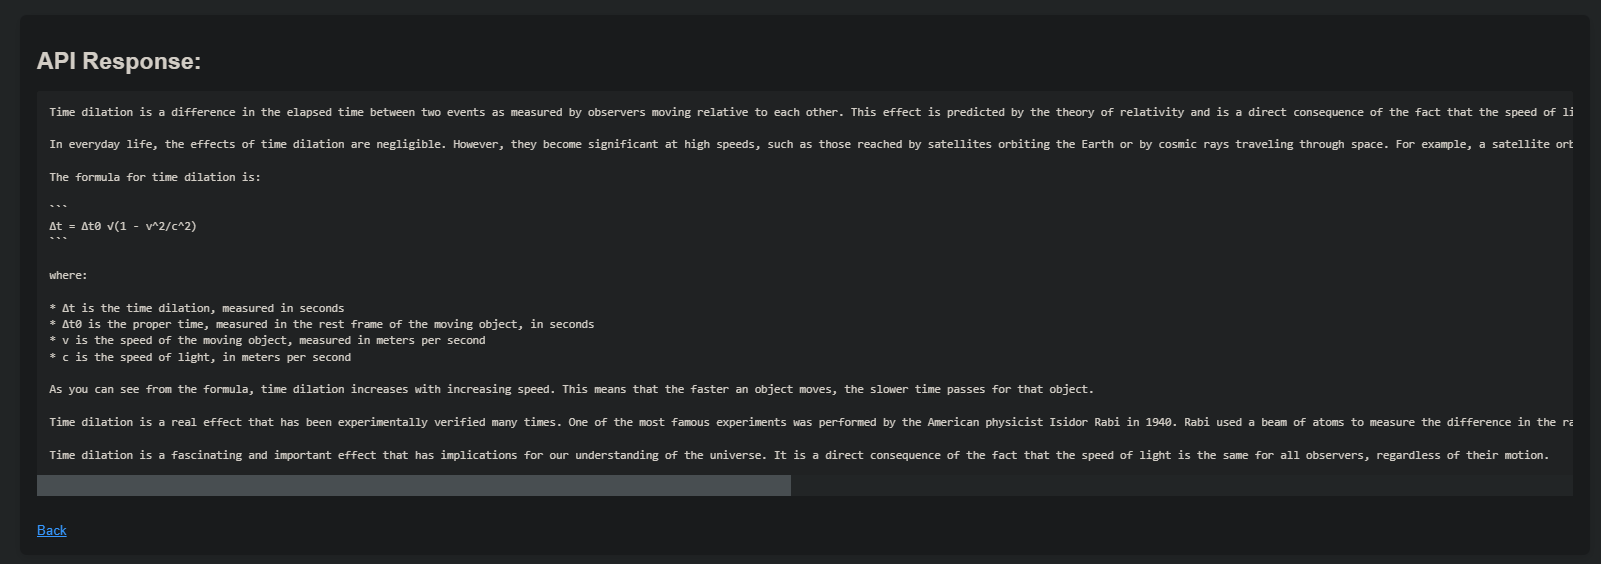 API Response:
Time dilation is a difference in the elapsed time between two events as measured by observers moving relative to each other. This effect is predicted by the theory of relativity and is a direct consequence of the fact that the speed of li
In everyday life, the effects of time dilation are negligible. However, they become significant at high speeds, such as those reached by satellites orbiting the Earth or by cosmic rays traveling through space. For example, a satellite orb
The formula for time dilation is:
```
Δt = Δt0 √(1 - v^2/c^2)
```
where:
* Δt is the time dilation, measured in seconds
* Δt0 is the proper time, measured in the rest frame of the moving object, in seconds
* v is the speed of the moving object, measured in meters per second
* c is the speed of light, in meters per second
As you can see from the formula, time dilation increases with increasing speed. This means that the faster an object moves, the slower time passes for that object.
Time dilation is a real effect that has been experimentally verified many times. One of the most famous experiments was performed by the American physicist Isidor Rabi in 1940. Rabi used a beam of atoms to measure the difference in the ra
Time dilation is a fascinating and important effect that has implications for our understanding of the universe. It is a direct consequence of the fact that the speed of light is the same for all observers, regardless of their motion.
Back